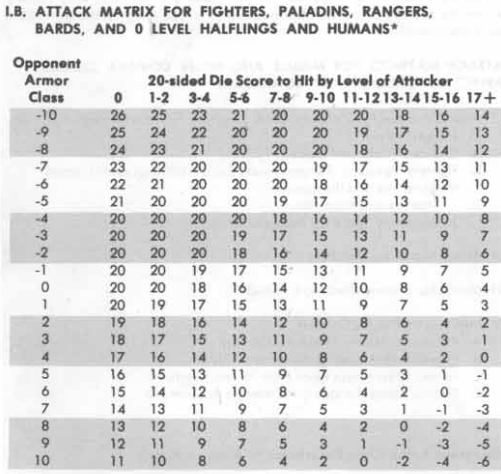 I.B. ATTACK MATRIX FOR FIGHTERS, PALADINS, RANGERS,
BARDS, AND 0 LEVEL HALFLINGS AND HUMANS*
Opponent
Armor 20-sided Die Score to Hit by Level of Attacker
Class 0 1-2 3-4 5-6 7-8 9-10 11-12 13-14 15-16 17+
-10 26 25 23 21 20 20 20 18 16 14
-9 25 24 22 20 20 20 19 17 15 13
-8 24 23 21 20 20 20 18 16 14 12
-7 23 22 20 20 20 19 17 15 13 11
-6 22 21 20 20 20 18 16 14 12 10
-5 21 20 20 20 19 17 15 13 11 9
-4 20 20 20 20 18 16 14 12 10 8
-3 20 20 20 19 17 15 13 11 9 7
-2 20 20 20 18 16 14 12 10 8 6
-1 20 20 19 17 15 13 11 9 7 5
0 20 20 18 16 14 12 10 8 6 4
1 20 19 17 15 13 11 9 7 5 3
2 19 18 16 14 12 10 8 6 4 2
3 18 17 15 13 11 9 7 5 3 1
4 17 16 14 12 10 8 6 4 2 0
5 16 15 13 11 9 7 5 3 1 -1
6 15 14 12 10 8 6 4 2 0 -2
7 14 13 11 9 7 5 3 1 -1 -3
8 13 12 10 8 6 4 2 0 -2 -4
9 12 11 9 7 5 3 1 -1 -3 -5
10 11 10 8 6 4 2 0 -2 -4 -6